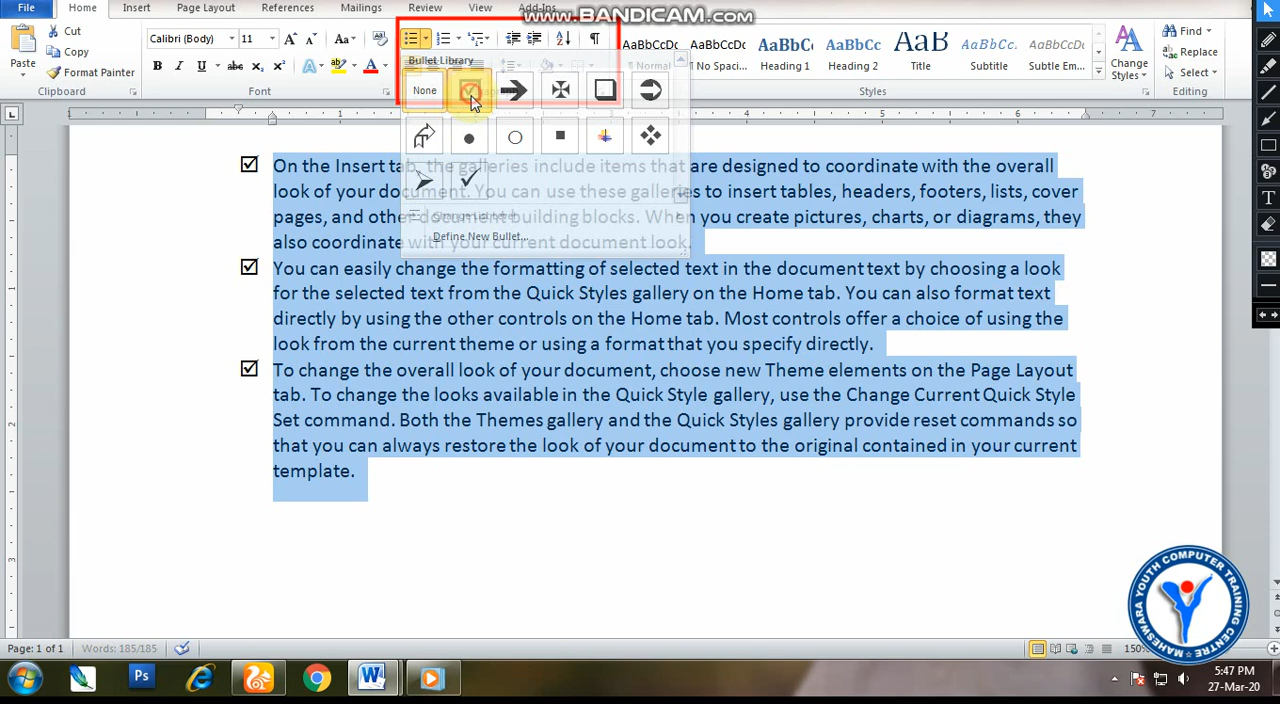 www.BANDICAM.com
File Home Insert Page Layout References Mailings Review View Add-Ins
Cut
Copy
Format Painter
Paste
Clipboard
Calibri (Body) 11
Font
Bullet Library
None
Change List Level
Define New Bullet...
AaBbCcDc AaBbCcDc AaBbC AaBbCc AaB AaBbCc. AaBbCcDc
¶ Normal ¶ No Spaci... Heading 1 Heading 2 Title Subtitle Subtle Em...
Change Styles
Styles
Find
Replace
Select
Editing
On the Insert tab, the galleries include items that are designed to coordinate with the overall
look of your document. You can use these galleries to insert tables, headers, footers, lists, cover
pages, and other document building blocks. When you create pictures, charts, or diagrams, they
also coordinate with your current document look.
You can easily change the formatting of selected text in the document text by choosing a look
for the selected text from the Quick Styles gallery on the Home tab. You can also format text
directly by using the other controls on the Home tab. Most controls offer a choice of using the
look from the current theme or using a format that you specify directly.
To change the overall look of your document, choose new Theme elements on the Page Layout
tab. To change the looks available in the Quick Style gallery, use the Change Current Quick Style
Set command. Both the Themes gallery and the Quick Styles gallery provide reset commands so
that you can always restore the look of your document to the original contained in your current
template.
MAHESWARA YOUTH COMPUTER TRAINING CENTRE
Page: 1 of 1 Words: 185/185
150%
5:47 PM
27-Mar-20